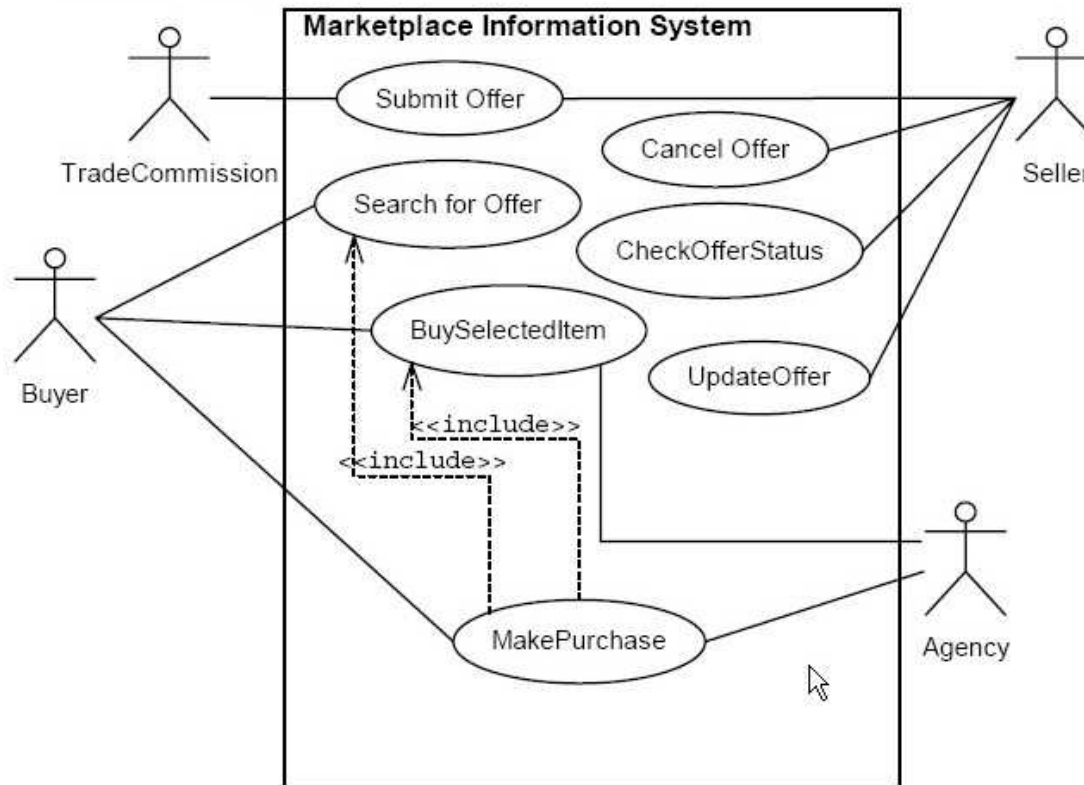 Marketplace Information System
Submit Offer
Cancel Offer
TradeCommission
Seller
Search for Offer
CheckOfferStatus
BuySelectedItem
UpdateOffer
Buyer
<<include>>
<<include>>
MakePurchase
Agency